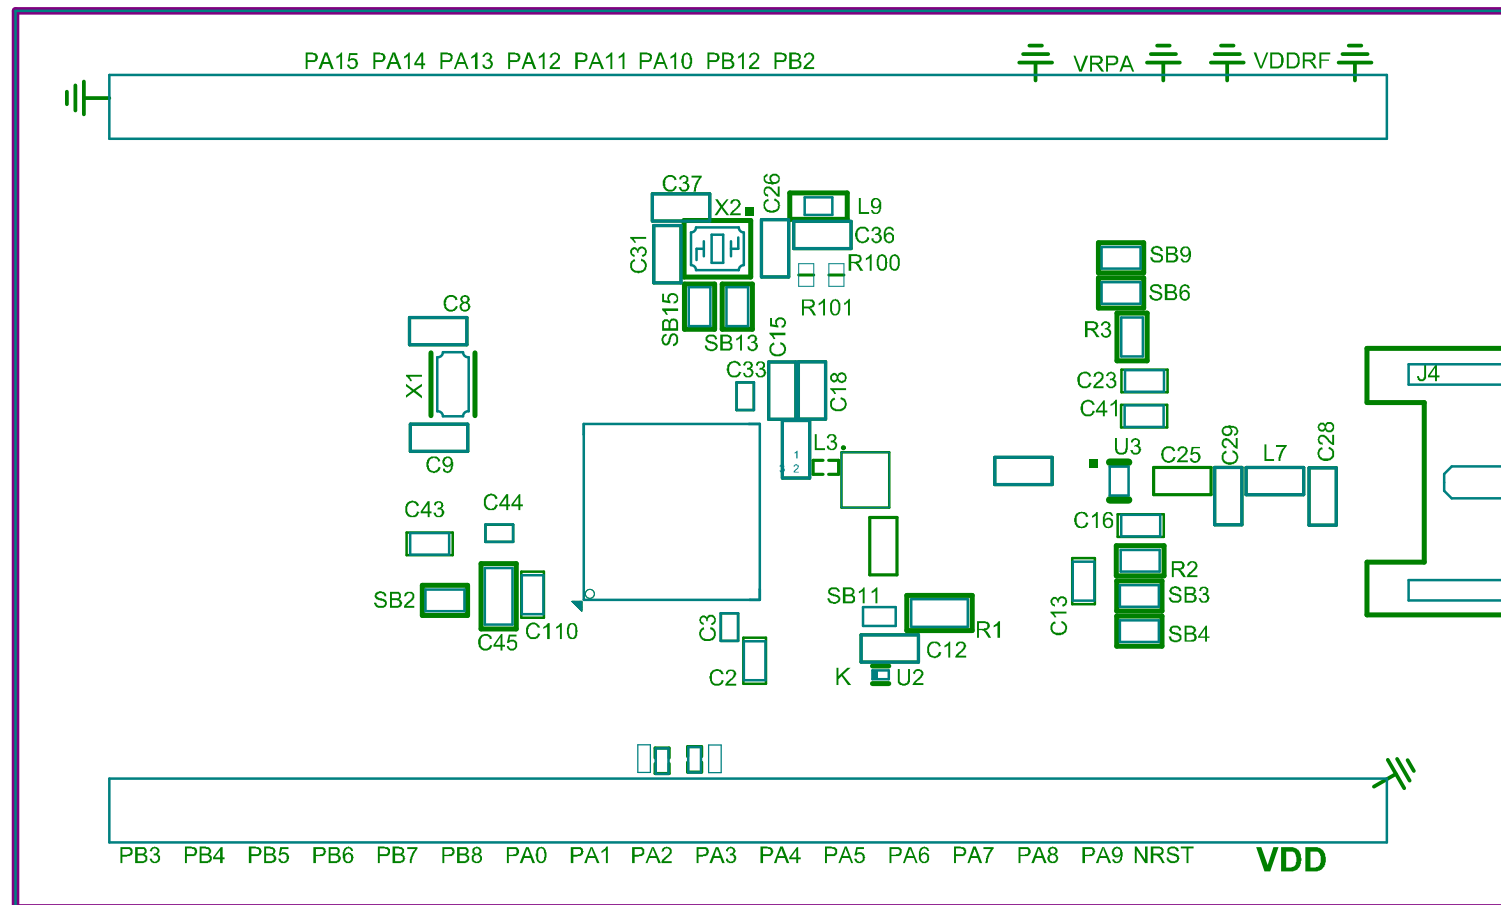 PA15 PA14 PA13 PA12 PA11 PA10 PB12 PB2 VRPA VDDRF
C37
C26
X2
L9
C31
C36
R100
SB9
SB6
SB15
R101
C8
SB13
C15
R3
X1
C33
C18
C23
J4
C41
L3
1
3 2
C9
U3
C29
C25
L7
C28
C43
C44
C16
SB2
SB11
C13
R2
SB3
C45
C110
C3
R1
SB4
C12
C2
K
U2
PB3 PB4 PB5 PB6 PB7 PB8 PA0 PA1 PA2 PA3 PA4 PA5 PA6 PA7 PA8 PA9 NRST VDD